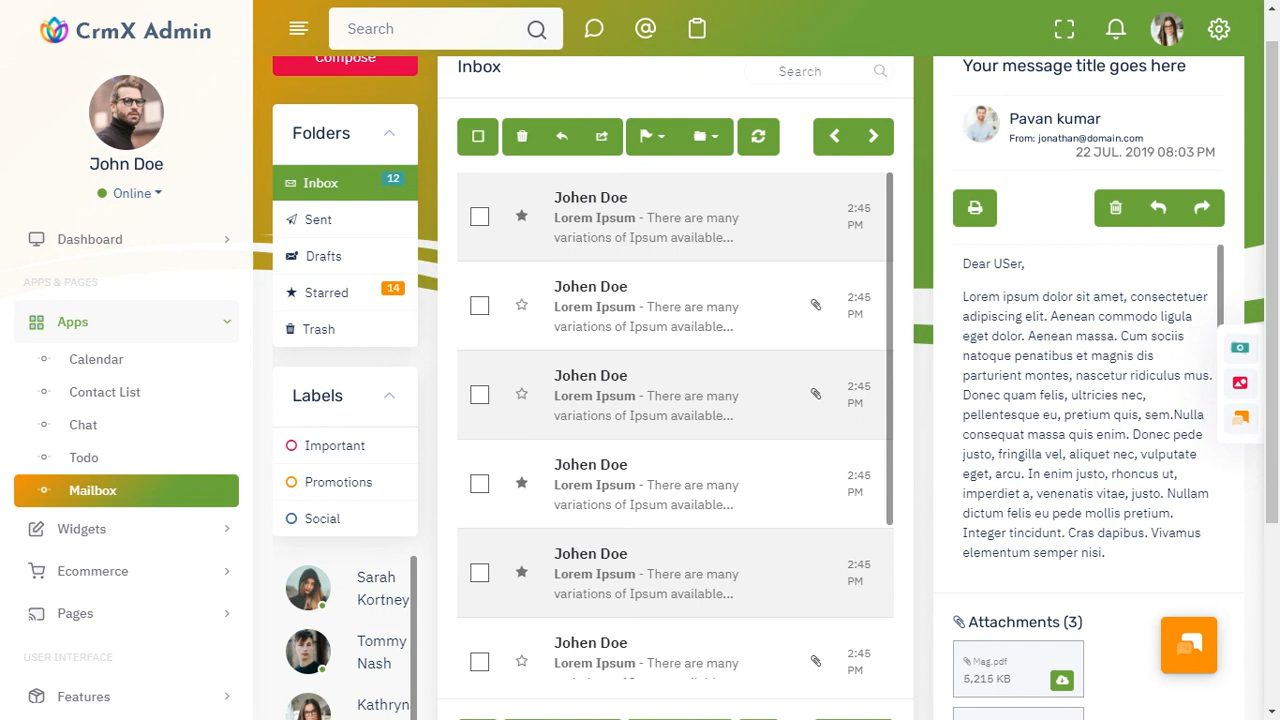 CrmX Admin
John Doe
Online
Dashboard
APPS & PAGES
Apps
Calendar
Contact List
Chat
Todo
Mailbox
Widgets
Ecommerce
Pages
USER INTERFACE
Features
Search
Compose
Folders
Inbox 12
Sent
Drafts
Starred 14
Trash
Labels
Important
Promotions
Social
Sarah
Kortney
Tommy
Nash
Kathryn
Inbox
Search
Johen Doe
Lorem Ipsum - There are many
variations of Ipsum available...
2:45
PM
Johen Doe
Lorem Ipsum - There are many
variations of Ipsum available...
2:45
PM
Johen Doe
Lorem Ipsum - There are many
variations of Ipsum available...
2:45
PM
Johen Doe
Lorem Ipsum - There are many
variations of Ipsum available...
2:45
PM
Johen Doe
Lorem Ipsum - There are many
variations of Ipsum available...
2:45
PM
Johen Doe
Lorem Ipsum - There are many
2:45
PM
Your message title goes here
Pavan kumar
From: jonathan@domain.com
22 JUL. 2019 08:03 PM
Dear USer,
Lorem ipsum dolor sit amet, consectetuer
adipiscing elit. Aenean commodo ligula
eget dolor. Aenean massa. Cum sociis
natoque penatibus et magnis dis
parturient montes, nascetur ridiculus mus.
Donec quam felis, ultricies nec,
pellentesque eu, pretium quis, sem.Nulla
consequat massa quis enim. Donec pede
justo, fringilla vel, aliquet nec, vulputate
eget, arcu. In enim justo, rhoncus ut,
imperdiet a, venenatis vitae, justo. Nullam
dictum felis eu pede mollis pretium.
Integer tincidunt. Cras dapibus. Vivamus
elementum semper nisi.
Attachments (3)
Mag.pdf
5,215 KB